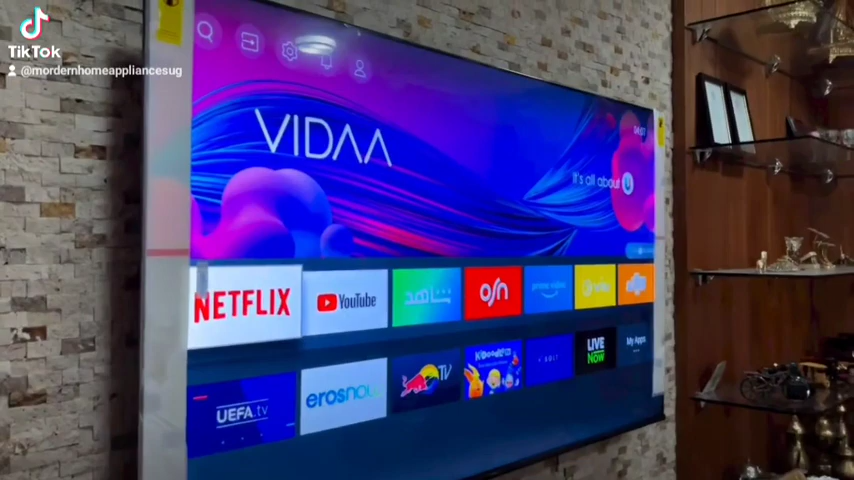 TikTok
@mordernhomeappliancesug
VIDAA
It's all about U
NETFLIX
YouTube
شاهد
osn
prime video
My Apps
UEFA.tv
erosnow
TV
LIVE
NOW